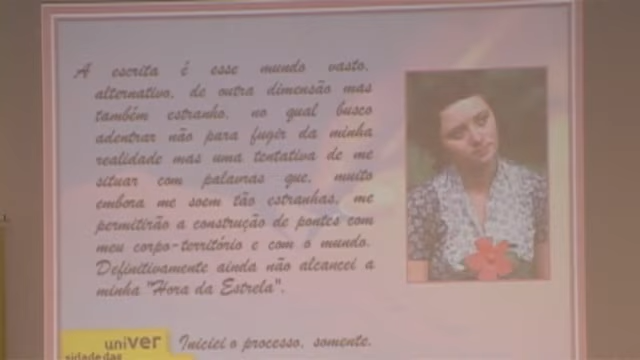 A escrita é esse mundo vasto,
alternativo, de outra dimensão mas
também estranho, no qual busco
adentrar não para fugir da minha
realidade mas uma tentativa de me
situar com palavras que, muito
embora me soem tão estranhas, me
permitirão a construção de pontes com
meu corpo-território e com o mundo.
Definitivamente ainda não alcancei a
minha "Hora da Estrela".
Iniciei o processo, somente.
uniVER
sidade das